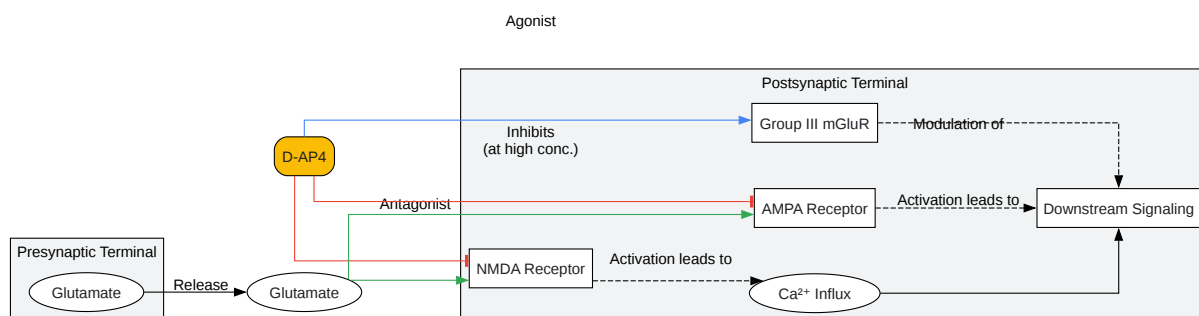 Agonist
Postsynaptic Terminal
Group III mGluR
Modulation of
Inhibits
(at high conc.)
D-AP4
Antagonist
AMPA Receptor
Activation leads to
Downstream Signaling
Presynaptic Terminal
NMDA Receptor
Activation leads to
Glutamate
Release
Glutamate
Ca²⁺ Influx